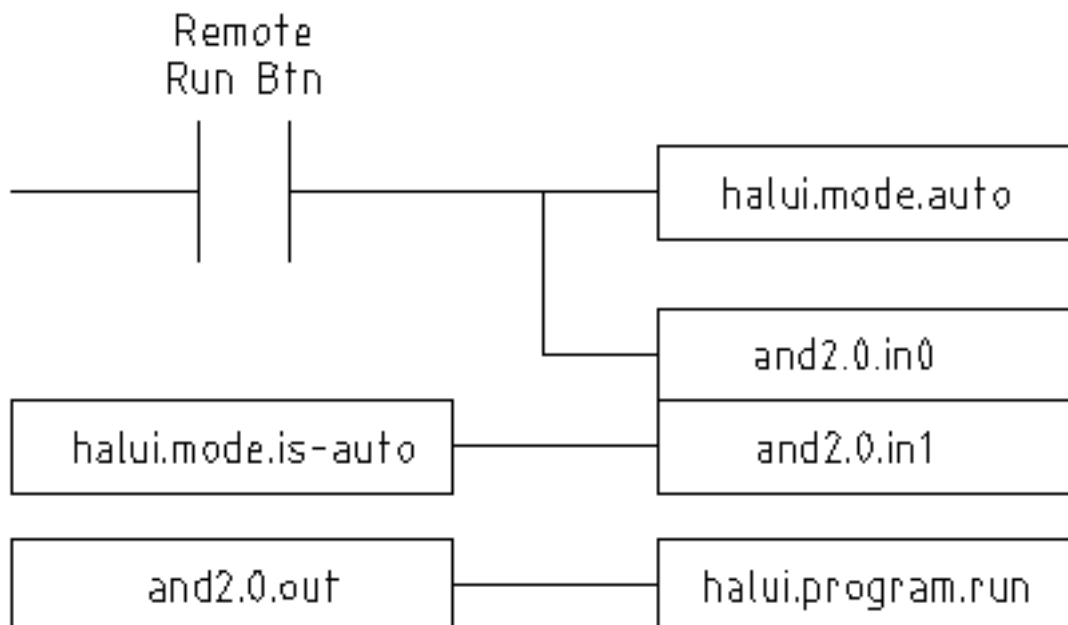 Remote
Run Btn
halui.mode.auto
and2.0.in0
halui.mode.is-auto
and2.0.in1
and2.0.out
halui.program.run